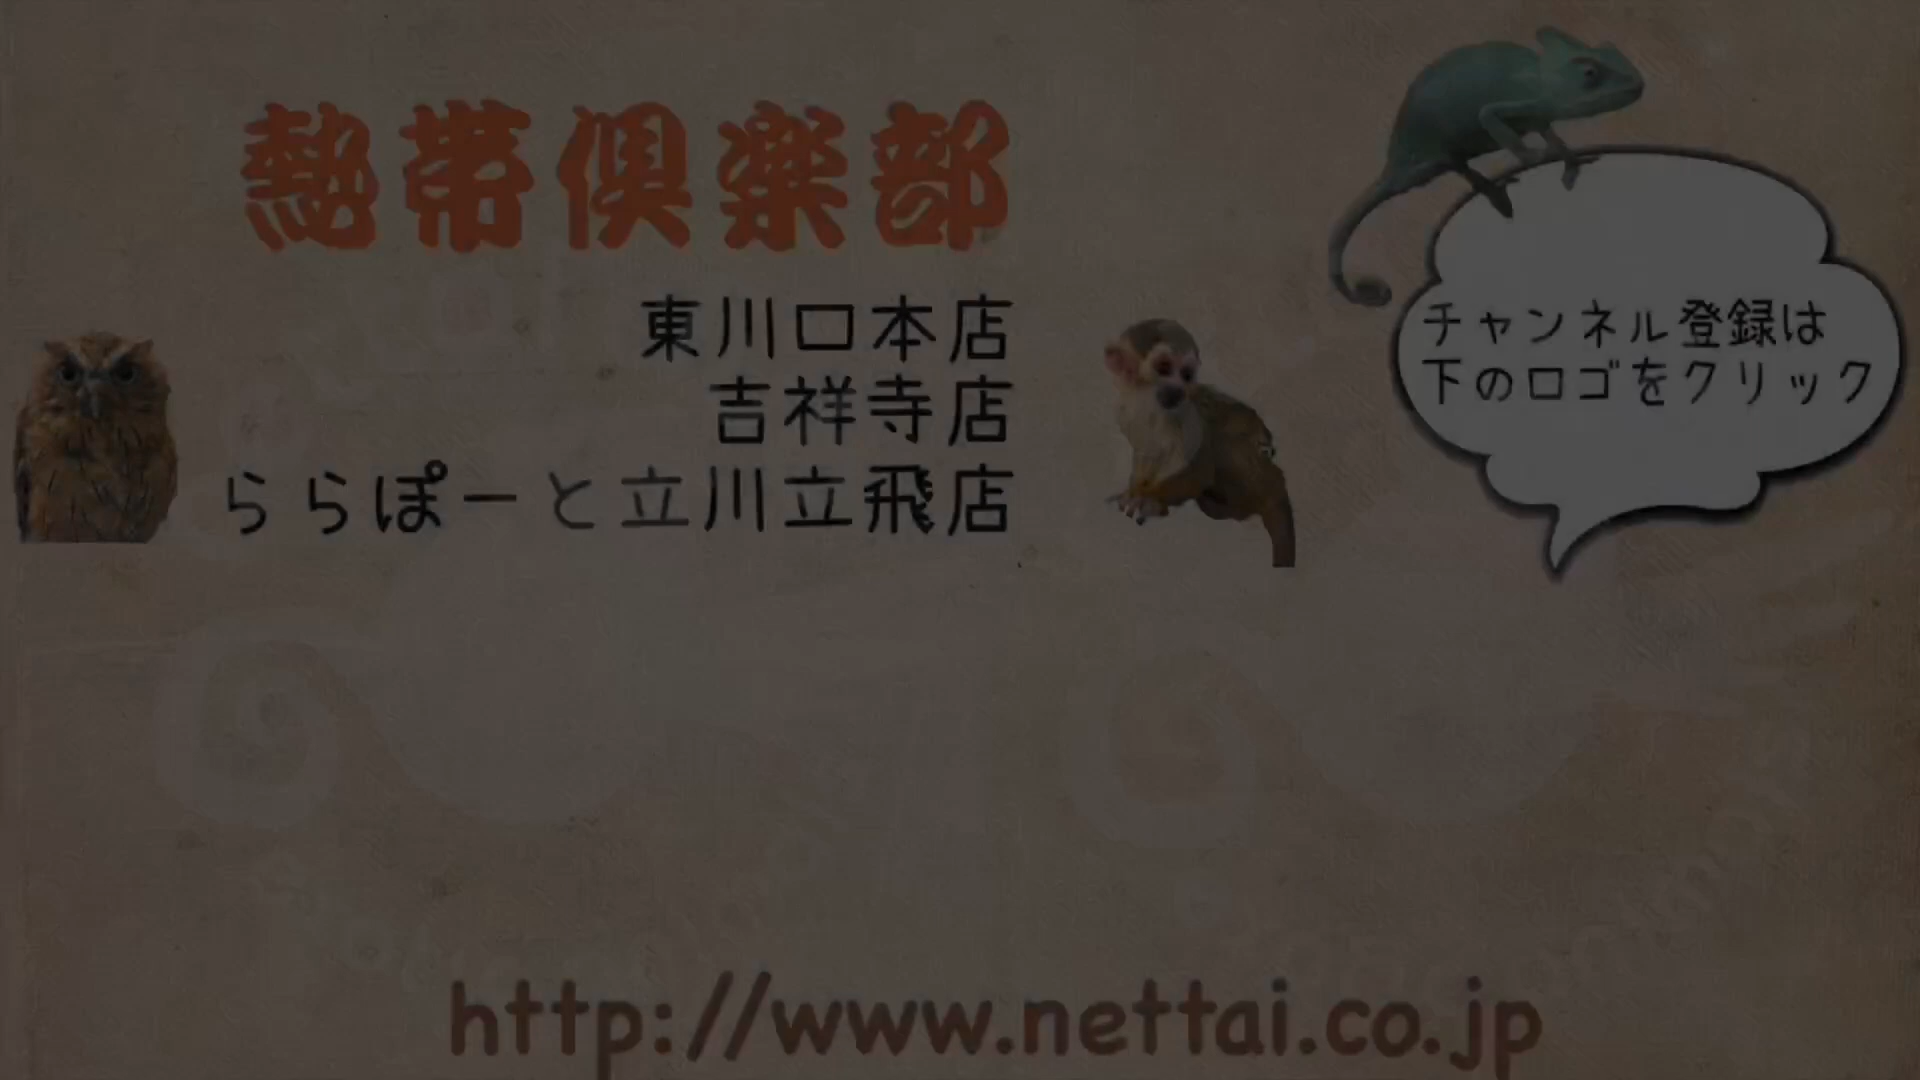 熱帯倶楽部
東川口本店
吉祥寺店
ららぽーと立川立飛店
チャンネル登録は
下のロゴをクリック
http://www.nettai.co.jp